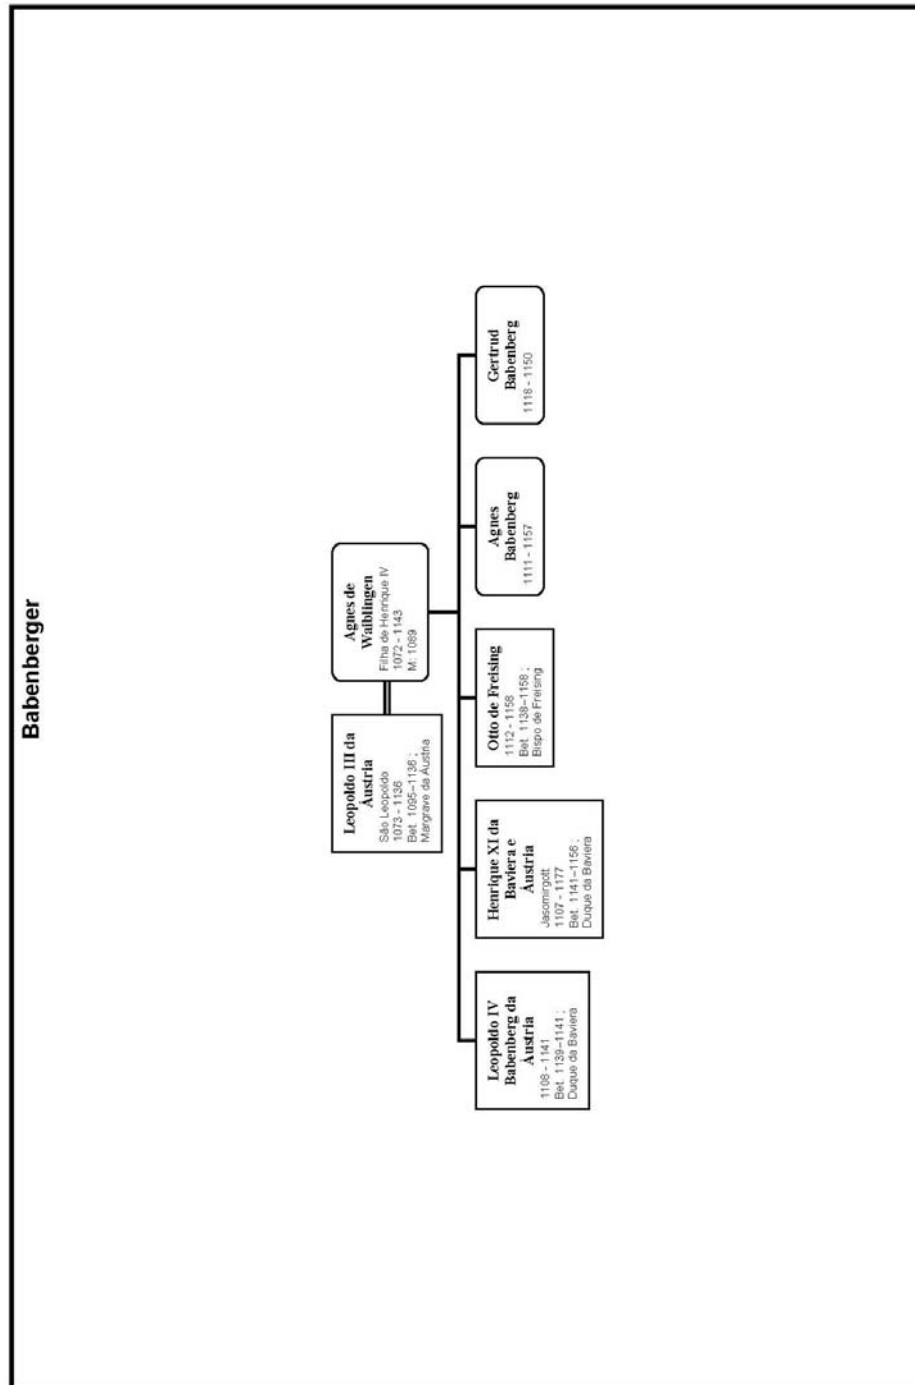 Babenberger
Leopoldo III da
Áustria
São Leopoldo
1073 - 1136
Bet. 1095–1136 ;
Margrave da Áustria
Agnes de
Waiblingen
Filha de Henrique IV
1072 - 1143
M: 1089
Leopoldo IV
Babenberg da
Áustria
1108 - 1141
Bet. 1139–1141 ;
Duque da Baviera
Henrique XI da
Baviera e
Áustria
Jasomirgott
1107 - 1177
Bet. 1141–1156 ;
Duque da Baviera
Otto de Freising
1112 - 1158
Bet. 1138–1158 ;
Bispo de Freising
Agnes
Babenberg
1111 - 1157
Gertrud
Babenberg
1118 - 1150